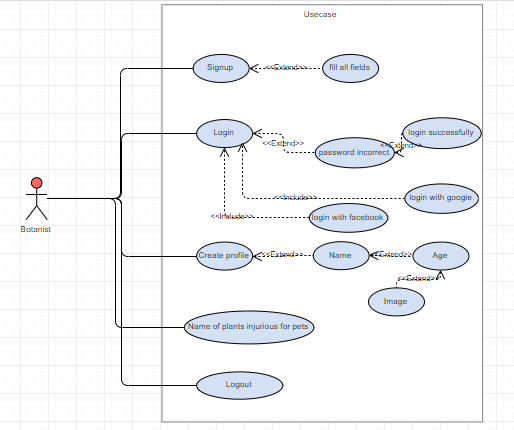 Usecase
Signup
<<Extend>>
fill all fields
Login
<<Extend>>
password incorrect
<<Extend>>
login successfully
<<Include>>
login with google
<<Include>>
login with facebook
Botanist
Create profile
<<Extend>>
Name
<<Extend>>
Age
<<Extend>>
Image
Name of plants injurious for pets
Logout